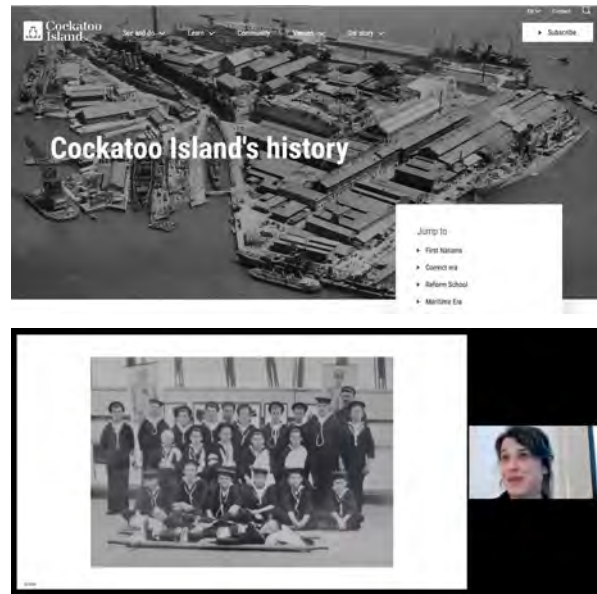 Contact
Cockatoo
Island
See and do
Learn
Community
Venues
Our story
Subscribe
Cockatoo Island's history
Jump to
First Nations
Convict era
Reform School
Maritime Era